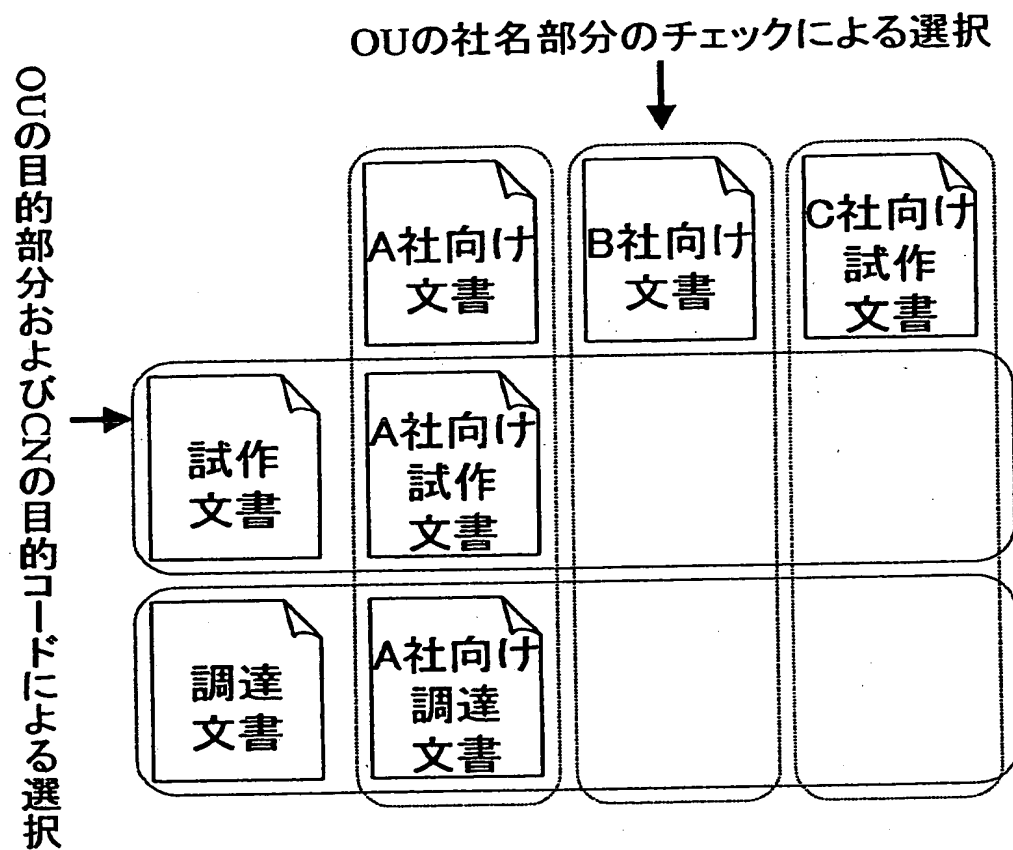 OUの社名部分のチェックによる選択
OUの目的部分およびCNの目的コードによる選択
A社向け
文書
B社向け
文書
C社向け
試作
文書
試作
文書
A社向け
試作
文書
調達
文書
A社向け
調達
文書